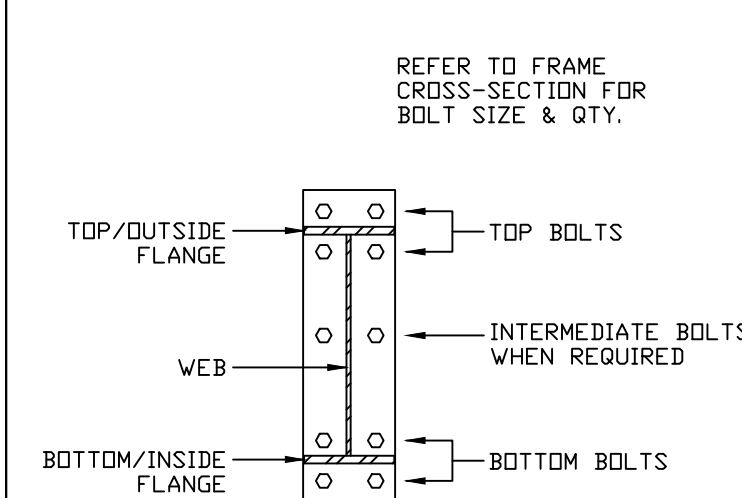 REFER TO FRAME
CROSS-SECTION FOR
BOLT SIZE & QTY.
TOP/OUTSIDE
FLANGE
TOP BOLTS
INTERMEDIATE BOLTS
WHEN REQUIRED
WEB
BOTTOM/INSIDE
FLANGE
BOTTOM BOLTS